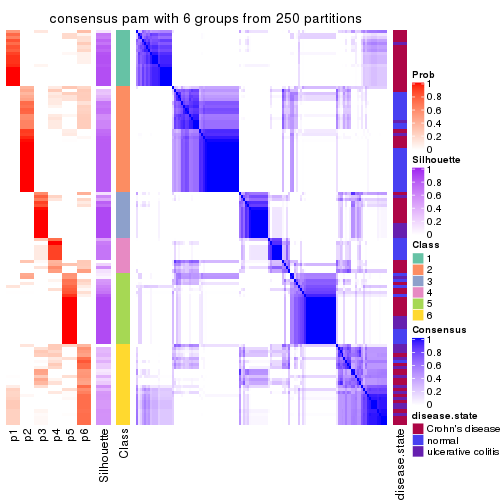 consensus pam with 6 groups from 250 partitions
Prob
1
0.8
0.6
0.4
0.2
0
Silhouette
1
0.8
0.6
0.4
0.2
0
Class
1
2
3
4
5
6
Consensus
1
0.8
0.6
0.4
0.2
0
disease.state
Crohn's disease
normal
ulcerative colitis
p1
p2
p3
p4
p5
p6
Silhouette
Class
disease.state